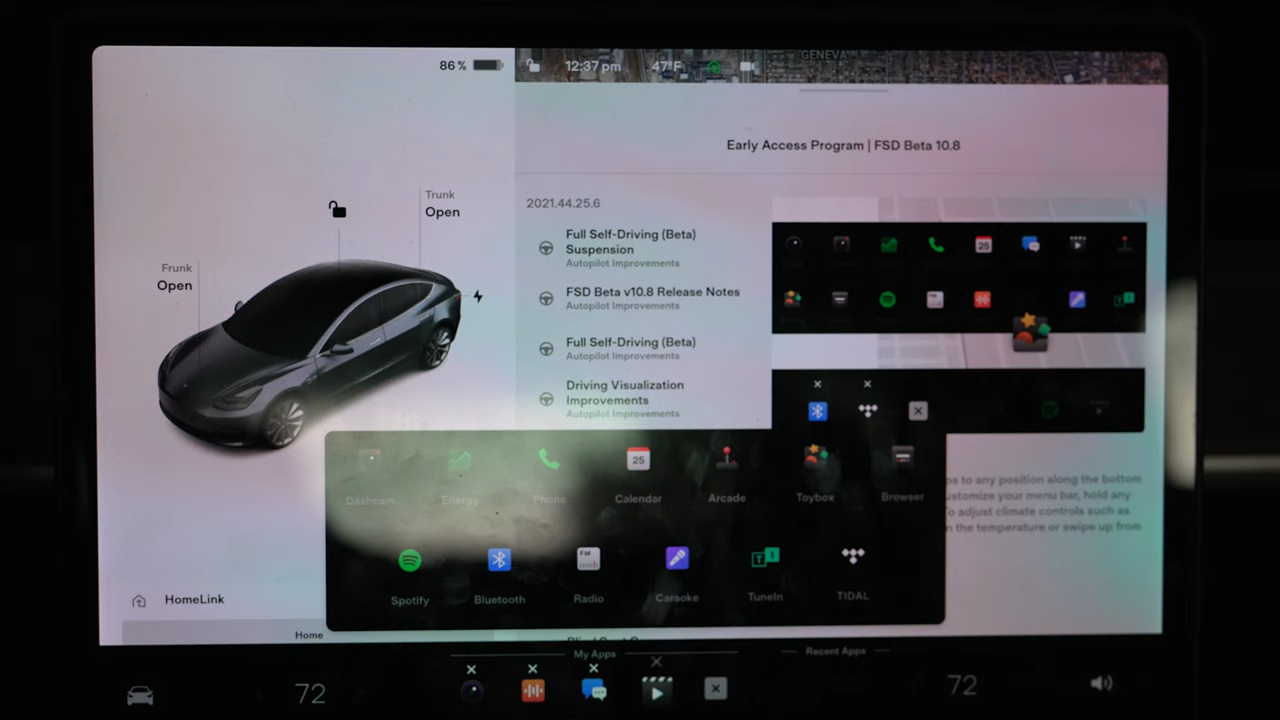 86%
12:37 pm
47°F
GENEVA
Early Access Program | FSD Beta 10.8
Trunk
Open
Frunk
Open
2021.44.25.6
Full Self-Driving (Beta)
Suspension
Autopilot Improvements
FSD Beta v10.8 Release Notes
Autopilot Improvements
Full Self-Driving (Beta)
Autopilot Improvements
Driving Visualization
Improvements
Autopilot Improvements
25
FM
T
25
FM
T
Dashcam
Energy
Phone
Calendar
Arcade
Toybox
Browser
Spotify
Bluetooth
Radio
Caraoke
TuneIn
TIDAL
to any position along the bottom
ustomize your menu bar, hold any
o adjust climate controls such as
n the temperature or swipe up from
HomeLink
Home
My Apps
Recent Apps
72
72